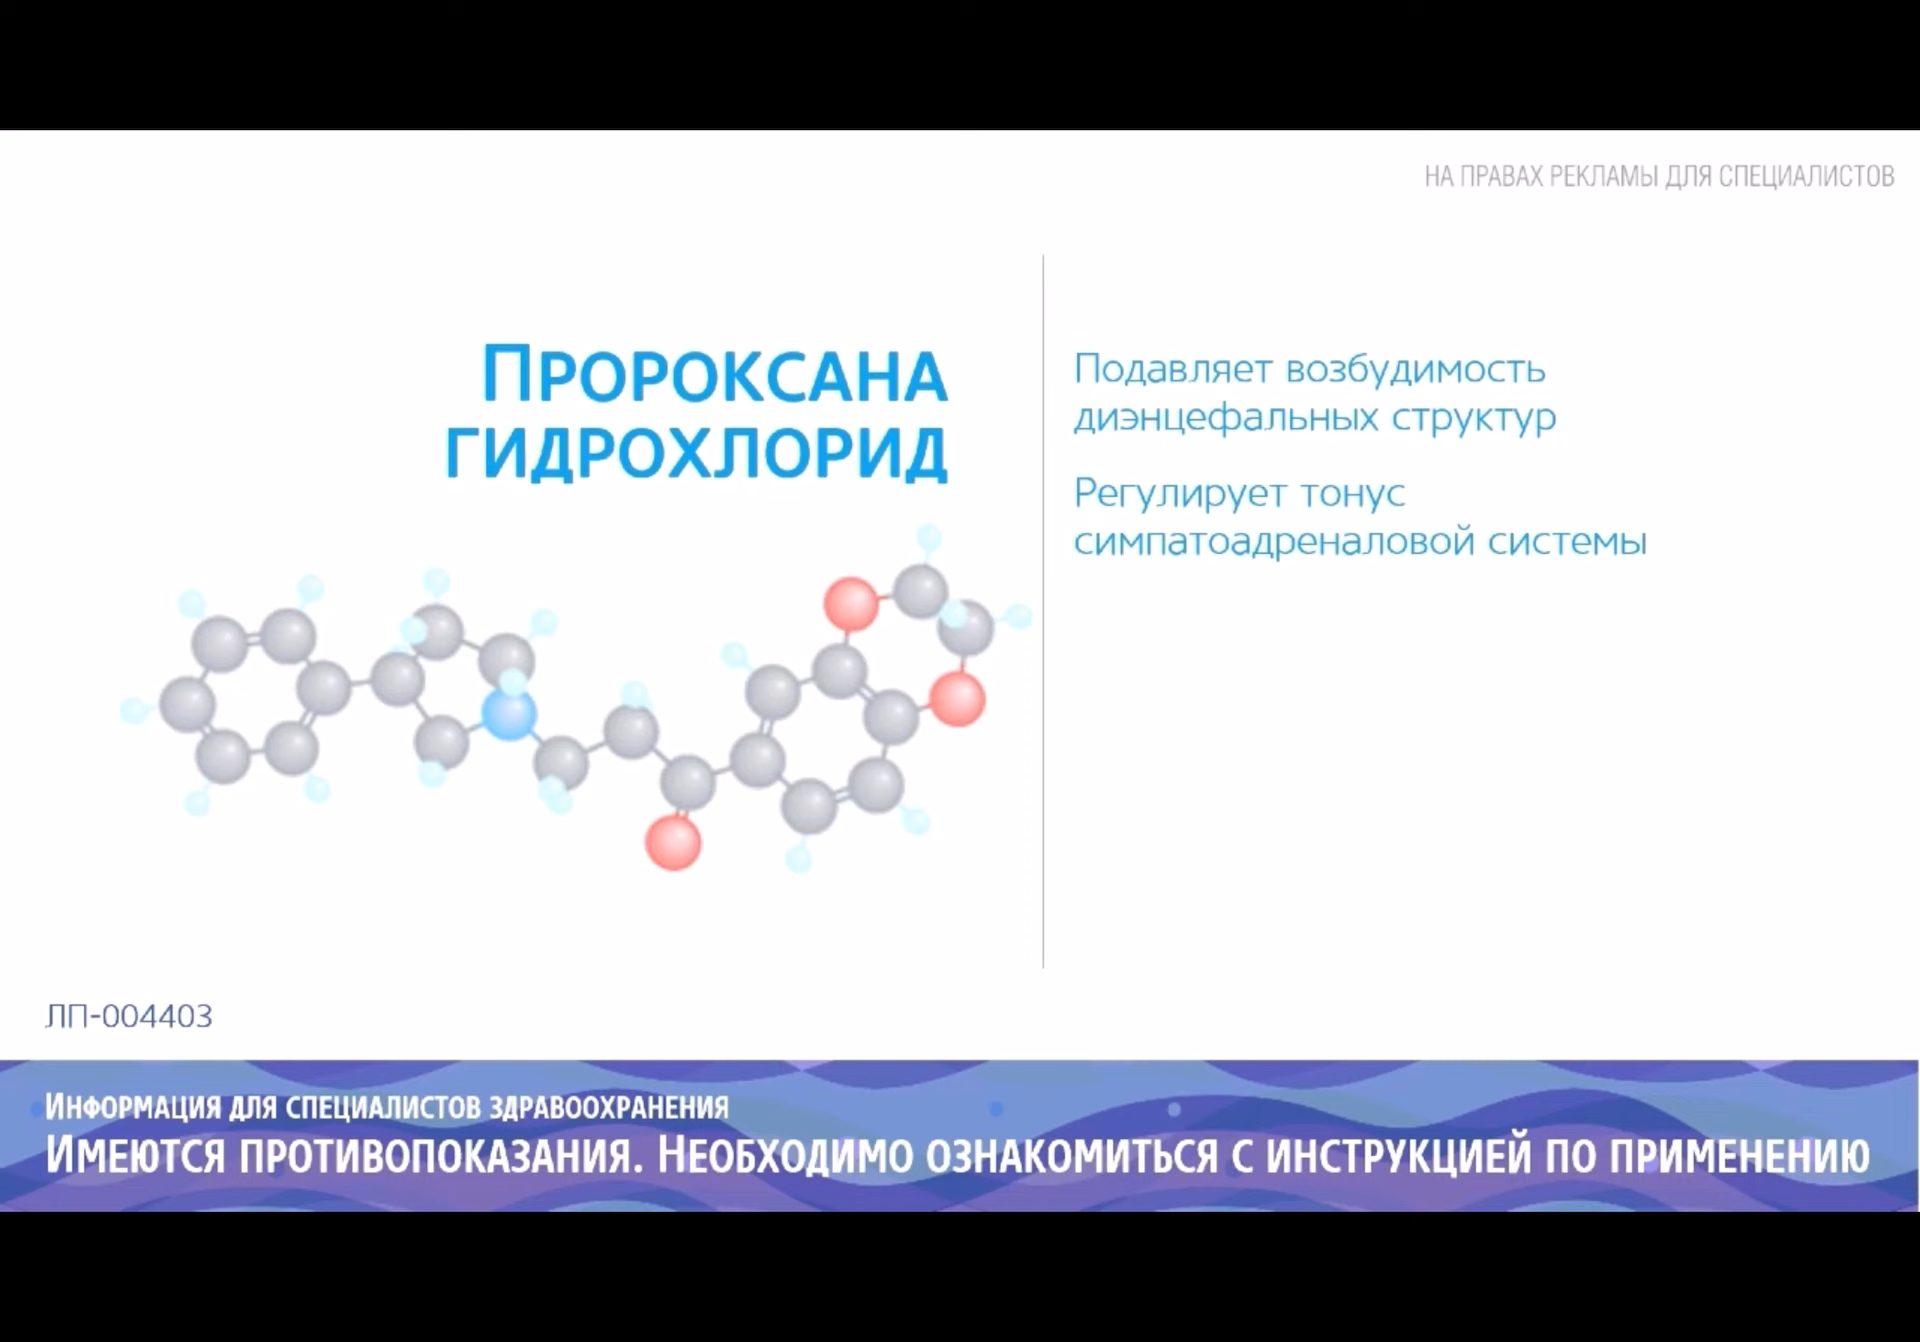 НА ПРАВАХ РЕКЛАМЫ ДЛЯ СПЕЦИАЛИСТОВ
ПРОРОКСАНА
ГИДРОХЛОРИД
Подавляет возбудимость
диэнцефальных структур
Регулирует тонус
симпатоадреналовой системы
ЛП-004403
ИНФОРМАЦИЯ ДЛЯ СПЕЦИАЛИСТОВ ЗДРАВООХРАНЕНИЯ
ИМЕЮТСЯ ПРОТИВОПОКАЗАНИЯ. НЕОБХОДИМО ОЗНАКОМИТЬСЯ С ИНСТРУКЦИЕЙ ПО ПРИМЕНЕНИЮ